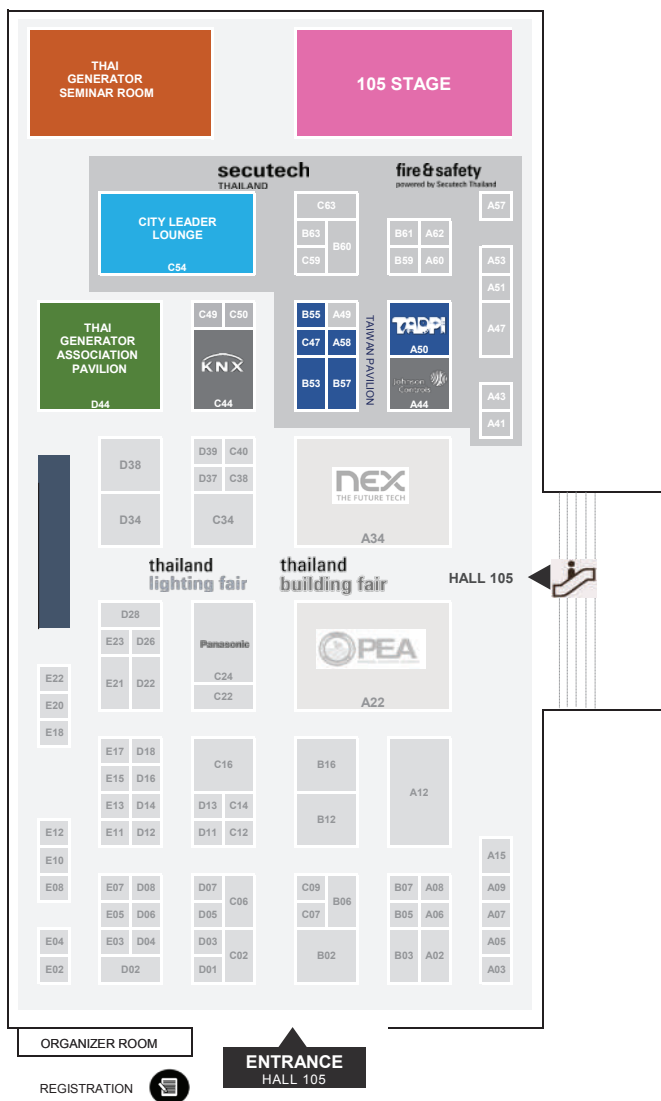 THAI
GENERATOR
SEMINAR ROOM
105 STAGE
secutech
THAILAND
fire & safety
powered by Secutech Thailand
CITY LEADER
LOUNGE
C54
C63
B63
B60
C59
B61
A62
B59
A60
A57
A53
A51
A47
A43
A41
THAI
GENERATOR
ASSOCIATION
PAVILION
D44
C49
C50
KNX
C44
B55
A49
C47
A58
B53
B57
TAIWAN PAVILION
TADPI
A50
Johnson
Controls
A44
D38
D34
D39
C40
D37
C38
C34
nex
THE FUTURE TECH
A34
thailand
lighting fair
thailand
building fair
HALL 105
D28
E23
D26
E21
D22
Panasonic
C24
C22
PEA
A22
E22
E20
E18
E17
D18
E15
D16
E13
D14
E11
D12
C16
D13
C14
D11
C12
B16
B12
A12
E12
E10
E08
E04
E02
E07
D08
E05
D06
E03
D04
D02
D07
C06
D05
D03
C02
D01
C09
B06
C07
B02
B07
A08
B05
A06
B03
A02
A15
A09
A07
A05
A03
ORGANIZER ROOM
ENTRANCE
HALL 105
REGISTRATION